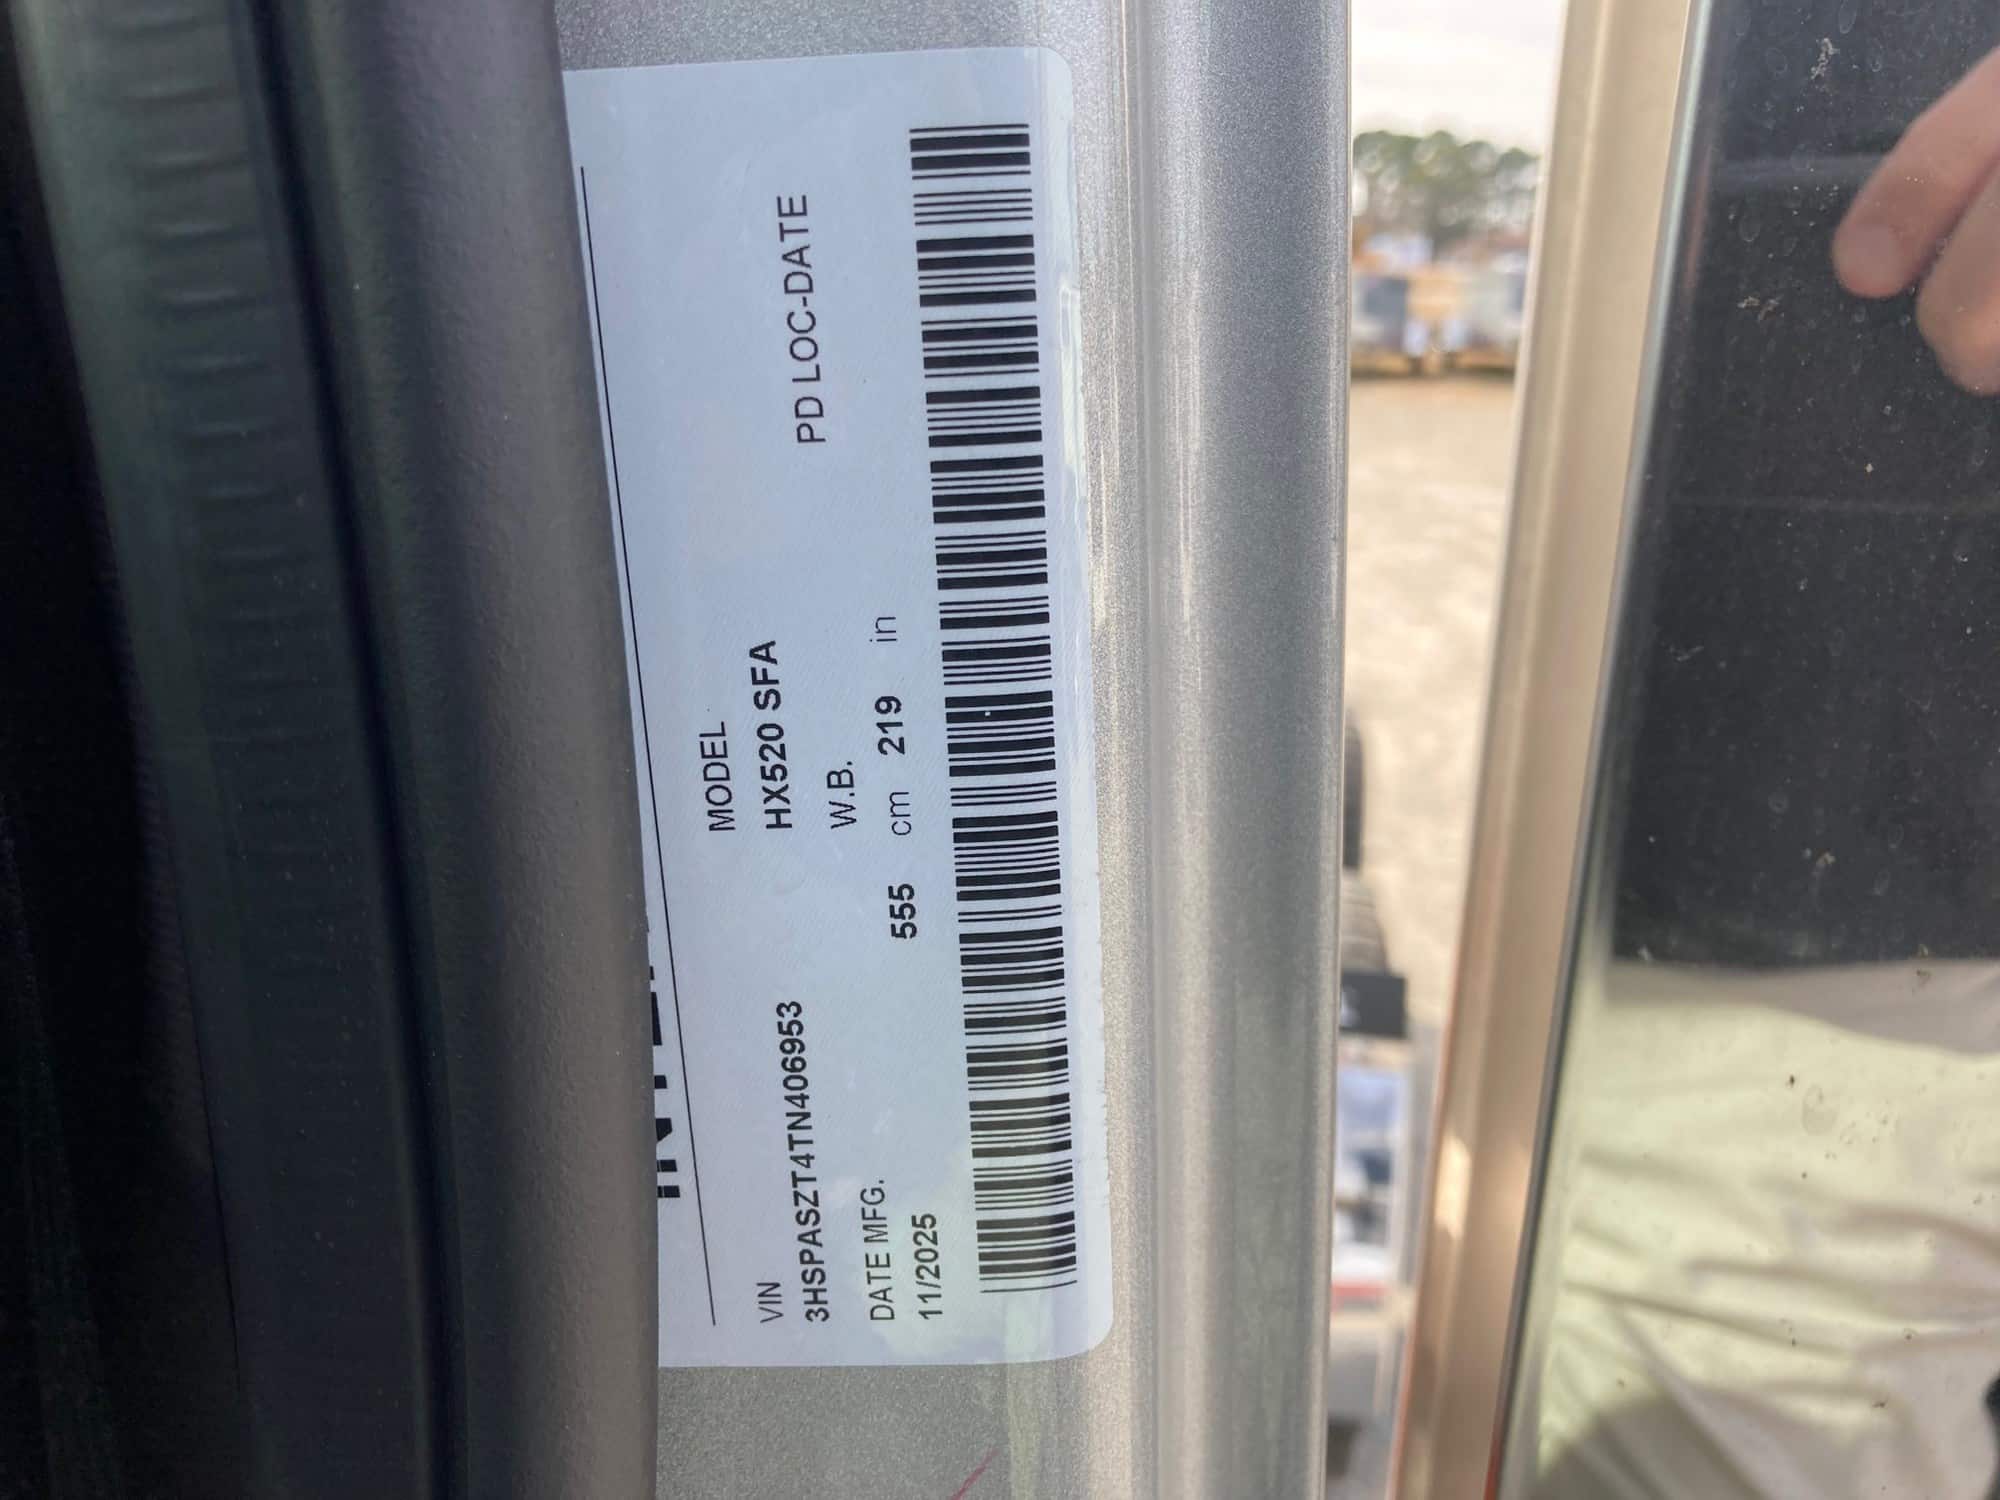 VIN
3HSPASZT4TN406953
MODEL
HX520 SFA
DATE MFG.
11/2025
W.B.
555 cm 219 in
PD LOC-DATE